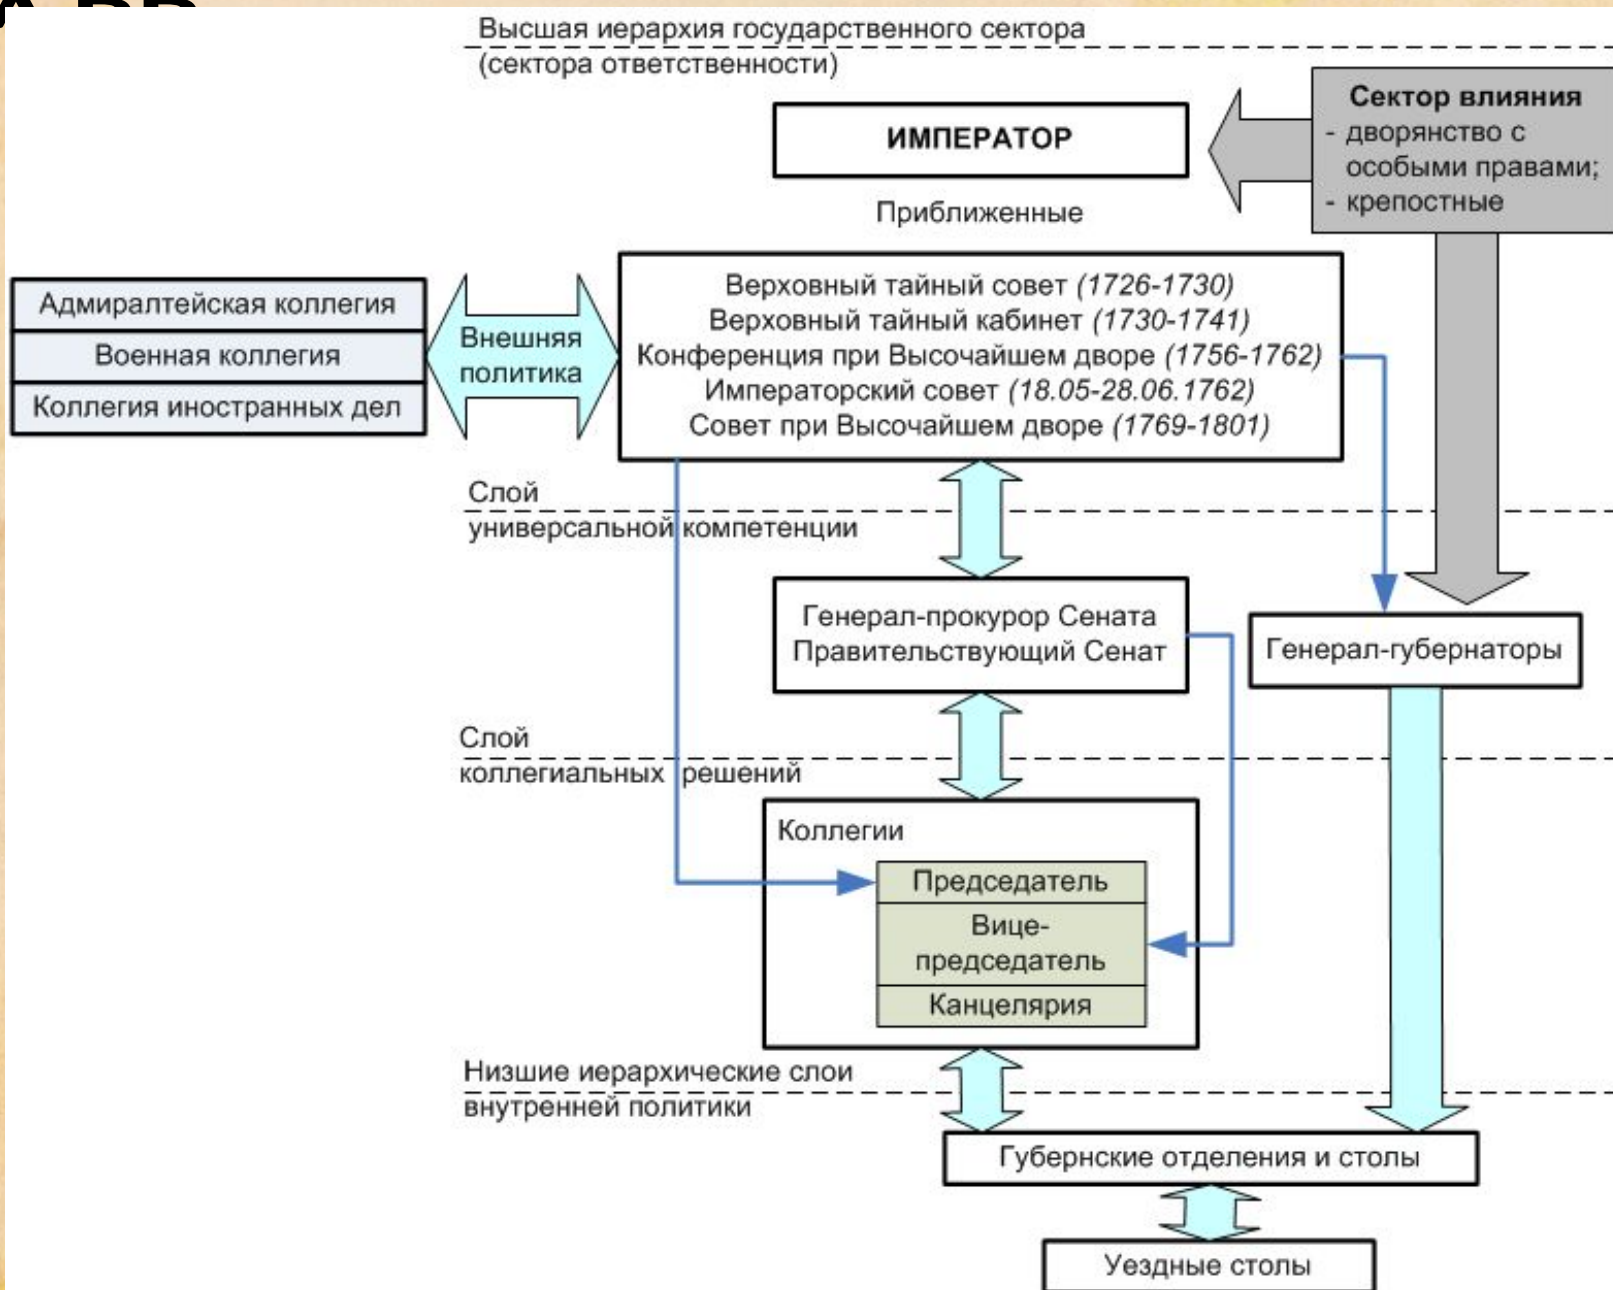 Высшая иерархия государственного сектора
(сектора ответственности)
ИМПЕРАТОР
Сектор влияния
- дворянство с
особыми правами;
- крепостные
Приближенные
Адмиралтейская коллегия
Военная коллегия
Коллегия иностранных дел
Внешняя
политика
Верховный тайный совет (1726-1730)
Верховный тайный кабинет (1730-1741)
Конференция при Высочайшем дворе (1756-1762)
Императорский совет (18.05-28.06.1762)
Совет при Высочайшем дворе (1769-1801)
Слой
универсальной компетенции
Генерал-прокурор Сената
Правительствующий Сенат
Генерал-губернаторы
Слой
коллегиальных решений
Коллегии
Председатель
Вице-
председатель
Канцелярия
Низшие иерархические слои
внутренней политики
Губернские отделения и столы
Уездные столы